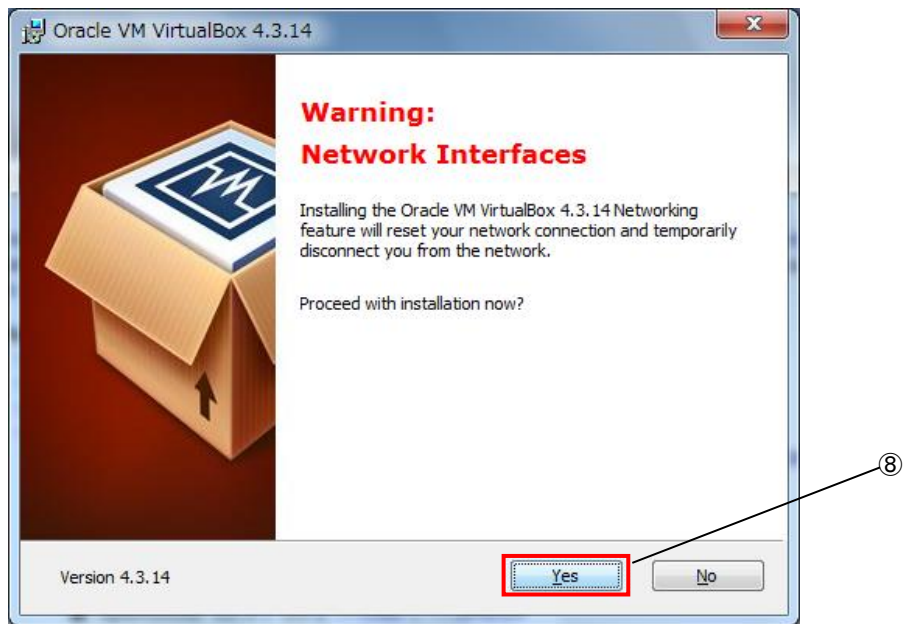 Oracle VM VirtualBox 4.3.14
Warning:
Network Interfaces
Installing the Oracle VM VirtualBox 4.3.14 Networking
feature will reset your network connection and temporarily
disconnect you from the network.
Proceed with installation now?
⑧
Version 4.3.14
Yes
No